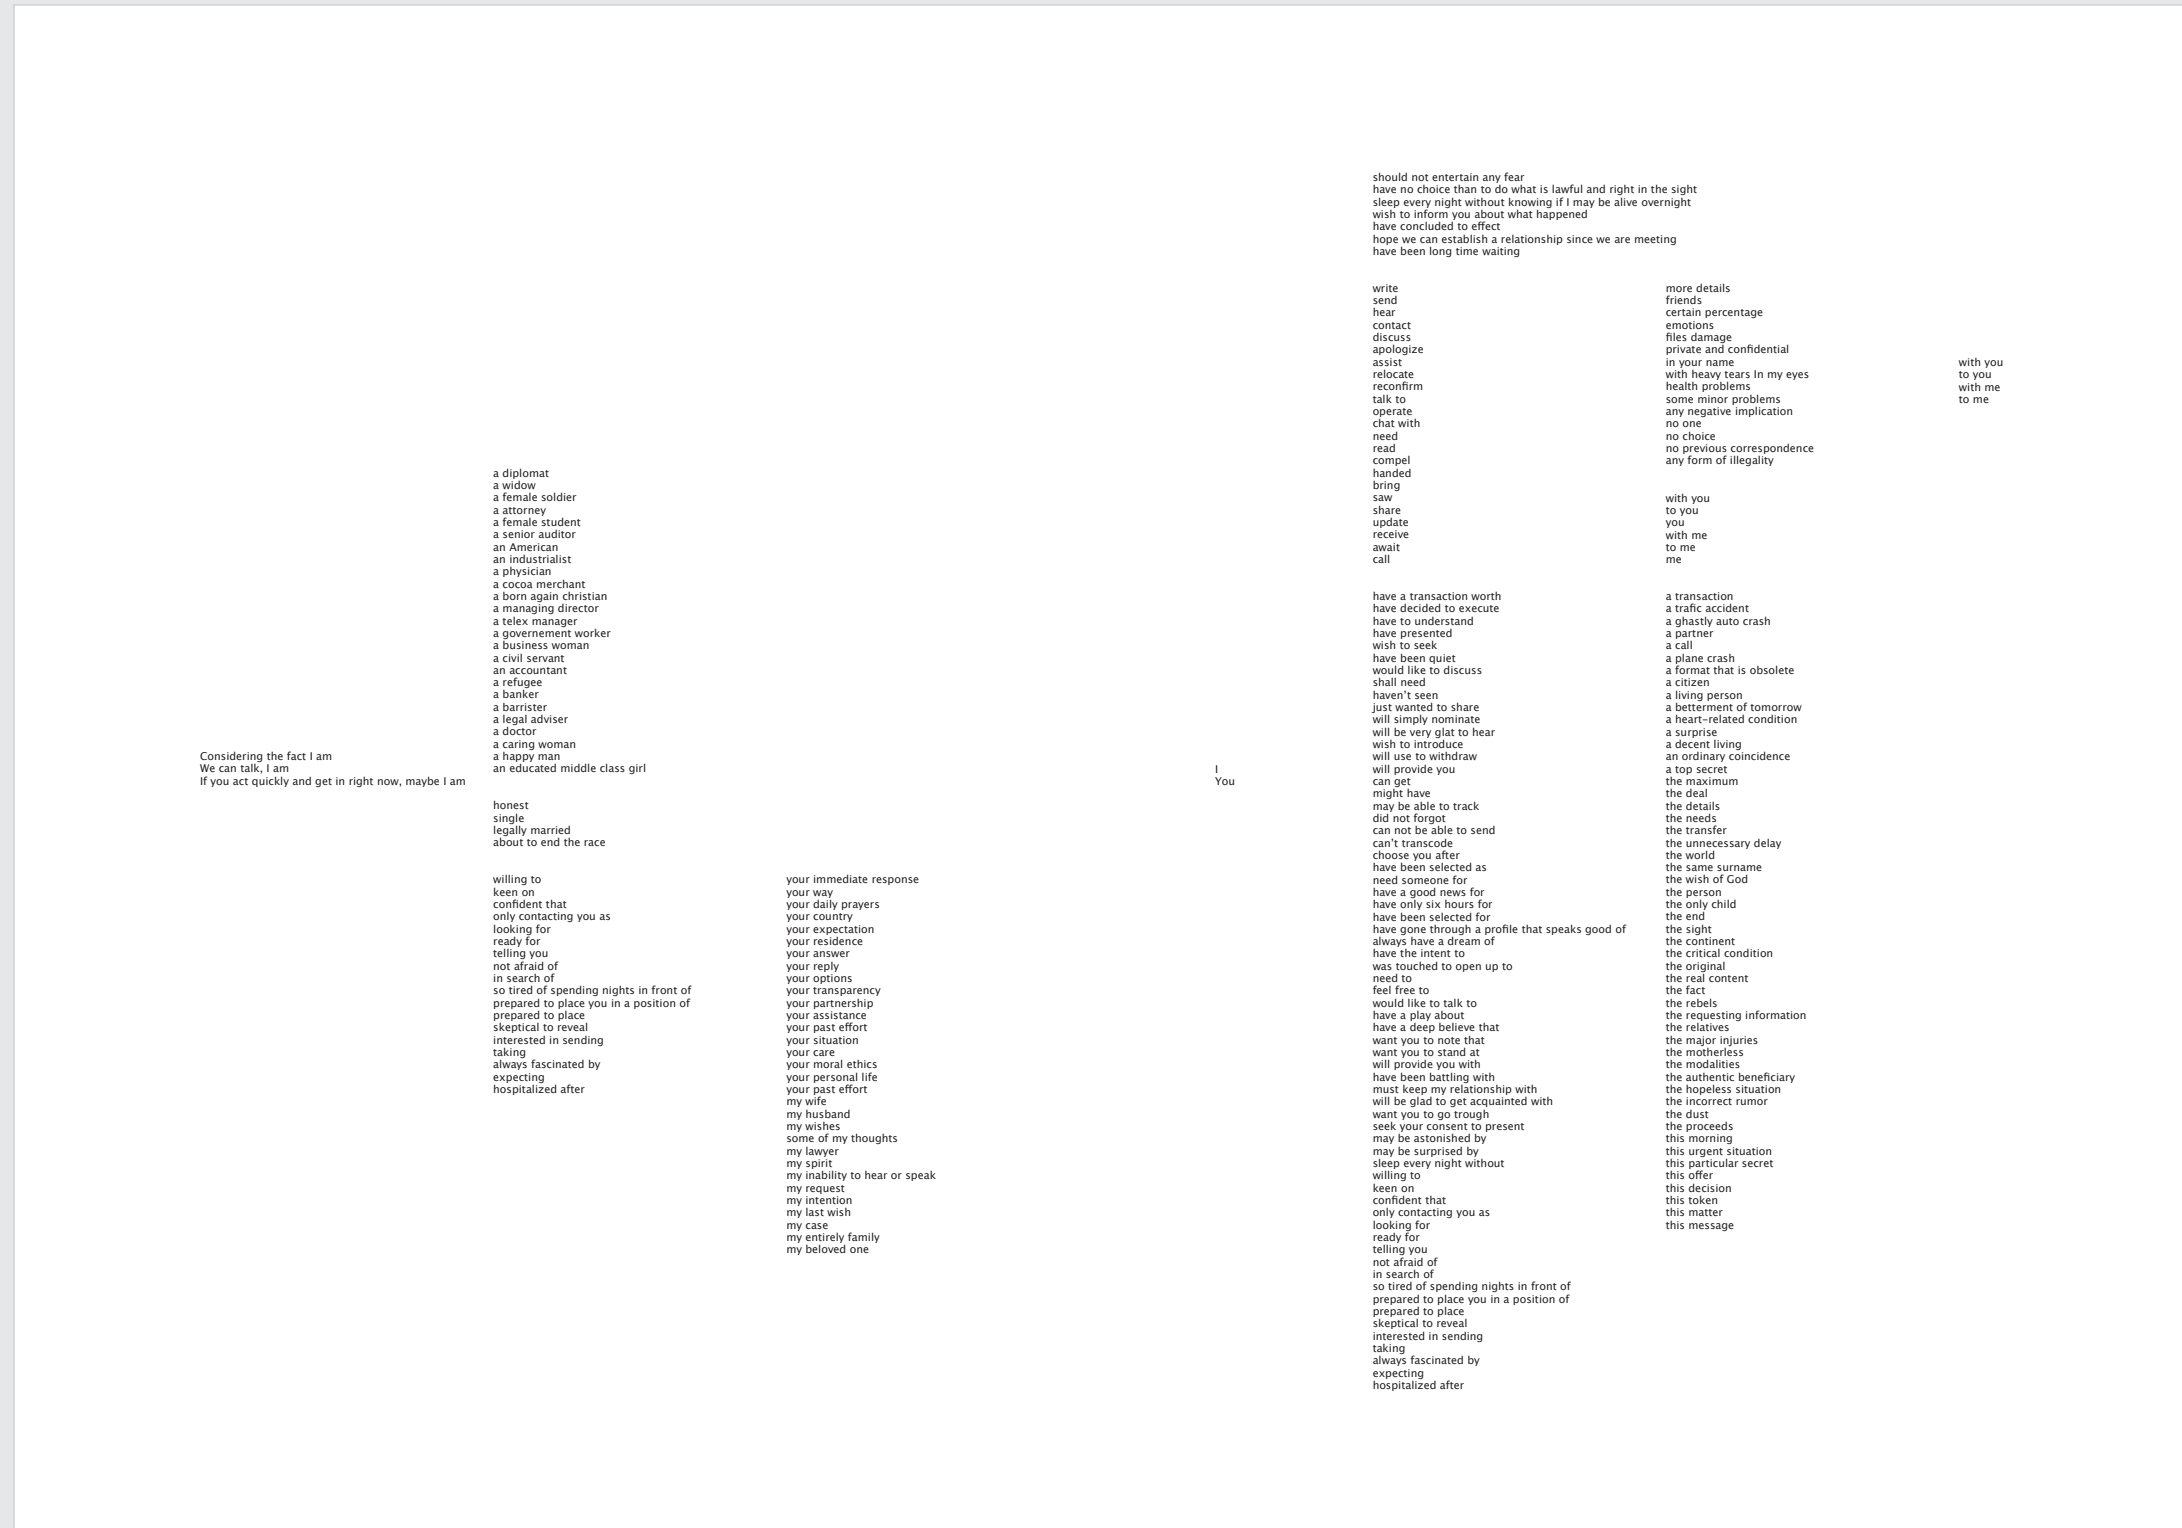 Considering the fact I am
We can talk, I am
If you act quickly and get in right now, maybe I am
a diplomat
a widow
a female soldier
a attorney
a female student
a senior auditor
an American
an industrialist
a physician
a cocoa merchant
a born again christian
a managing director
a telex manager
a governement worker
a business woman
a civil servant
an accountant
a refugee
a banker
a barrister
a legal adviser
a doctor
a caring woman
a happy man
an educated middle class girl
honest
single
legally married
about to end the race
willing to
keen on
confident that
only contacting you as
looking for
ready for
telling you
not afraid of
in search of
so tired of spending nights in front of
prepared to place you in a position of
prepared to place
skeptical to reveal
interested in sending
taking
always fascinated by
expecting
hospitalized after
your immediate response
your way
your daily prayers
your country
your expectation
your residence
your answer
your reply
your options
your transparency
your partnership
your assistance
your past effort
your situation
your care
your moral ethics
your personal life
your past effort
my wife
my husband
my wishes
some of my thoughts
my lawyer
my spirit
my inability to hear or speak
my request
my intention
my last wish
my case
my entirely family
my beloved one
I
You
should not entertain any fear
have no choice than to do what is lawful and right in the sight
sleep every night without knowing if I may be alive overnight
wish to inform you about what happened
have concluded to effect
hope we can establish a relationship since we are meeting
have been long time waiting
write
send
hear
contact
discuss
apologize
assist
relocate
reconfirm
talk to
operate
chat with
need
read
compel
handed
bring
saw
share
update
receive
await
call
more details
friends
certain percentage
emotions
files damage
private and confidential
in your name
with heavy tears In my eyes
health problems
some minor problems
any negative implication
no one
no choice
no previous correspondence
any form of illegality
with you
to you
with me
to me
with you
to you
you
with me
to me
me
have a transaction worth
have decided to execute
have to understand
have presented
wish to seek
have been quiet
would like to discuss
shall need
haven't seen
just wanted to share
will simply nominate
will be very glat to hear
wish to introduce
will use to withdraw
will provide you
can get
might have
may be able to track
did not forgot
can not be able to send
can't transcode
choose you after
have been selected as
need someone for
have a good news for
have only six hours for
have been selected for
have gone through a profile that speaks good of
always have a dream of
have the intent to
was touched to open up to
need to
feel free to
would like to talk to
have a play about
have a deep believe that
want you to note that
want you to stand at
will provide you with
have been battling with
must keep my relationship with
will be glad to get acquainted with
want you to go trough
seek your consent to present
may be astonished by
may be surprised by
sleep every night without
willing to
keen on
confident that
only contacting you as
looking for
ready for
telling you
not afraid of
in search of
so tired of spending nights in front of
prepared to place you in a position of
prepared to place
skeptical to reveal
interested in sending
taking
always fascinated by
expecting
hospitalized after
a transaction
a trafic accident
a ghastly auto crash
a partner
a call
a plane crash
a format that is obsolete
a citizen
a living person
a betterment of tomorrow
a heart-related condition
a surprise
a decent living
an ordinary coincidence
a top secret
the maximum
the deal
the details
the needs
the transfer
the unnecessary delay
the world
the same surname
the wish of God
the person
the only child
the end
the sight
the continent
the critical condition
the original
the real content
the fact
the rebels
the requesting information
the relatives
the major injuries
the motherless
the modalities
the authentic beneficiary
the hopeless situation
the incorrect rumor
the dust
the proceeds
this morning
this urgent situation
this particular secret
this offer
this decision
this token
this matter
this message